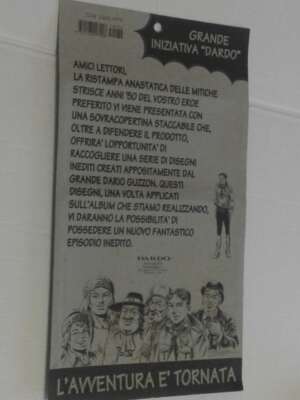 GRANDE
INIZIATIVA "DARDO"
AMICI LETTORI,
LA RISTAMPA ANASTATICA DELLE MITICHE
STRISCE ANNI '50 DEL VOSTRO EROE
PREFERITO VI VIENE PRESENTATA CON
UNA SOVRACOPERTINA STACCABILE CHE,
OLTRE A DIFENDERE IL PRODOTTO,
OFFRIRA' L'OPPORTUNITA' DI
RACCOGLIERE UNA SERIE DI DISEGNI
INEDITI CREATI APPOSITAMENTE DAL
GRANDE DARIO GUZZON. QUESTI
DISEGNI, UNA VOLTA APPLICATI
SULL'ALBUM CHE STIAMO REALIZZANDO,
VI DARANNO LA POSSIBILITA' DI
POSSEDERE UN NUOVO FANTASTICO
EPISODIO INEDITO.
DARDO
L'AVVENTURA E' TORNATA